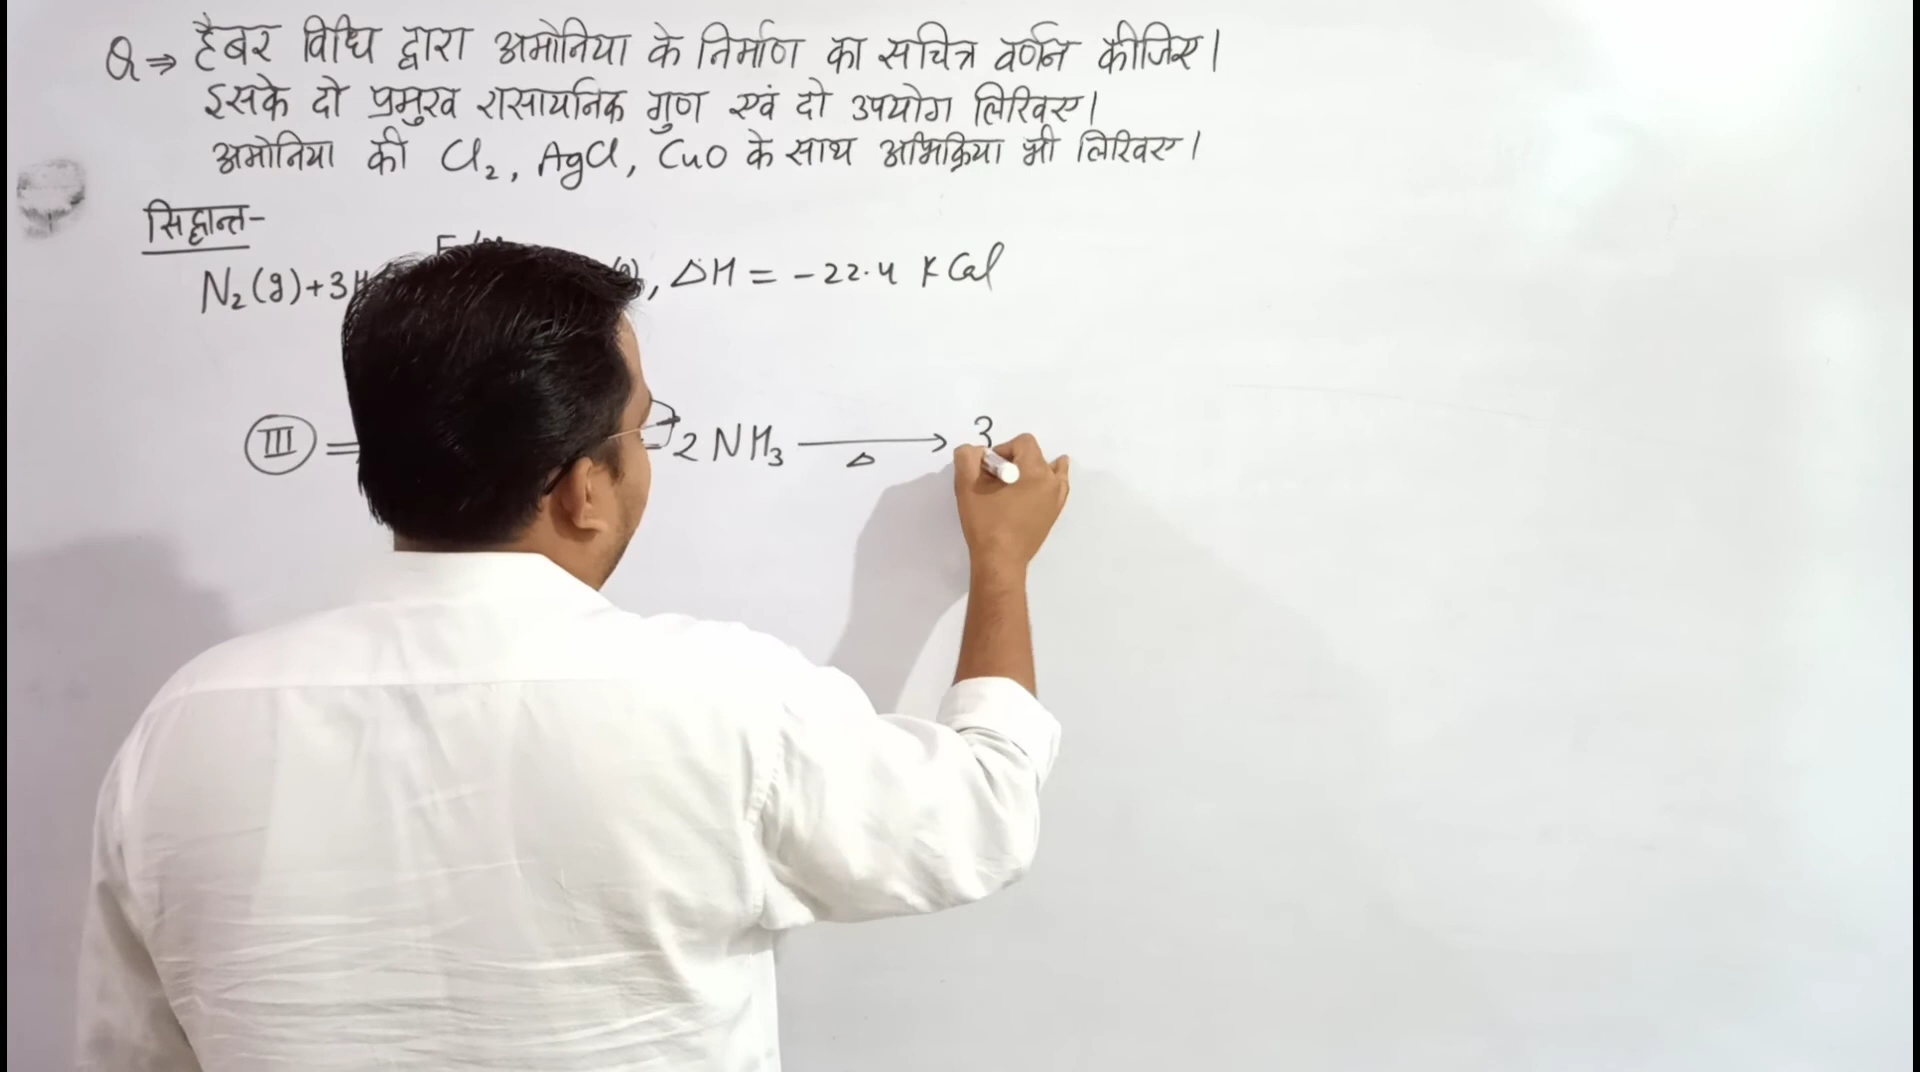 Q⇒ हैबर विधि द्वारा अमोनिया के निर्माण का सचित्र वर्णन कीजिए।
इसके दो प्रमुख रासायनिक गुण एवं दो उपयोग लिखिए।
अमोनिया की Cl₂, AgCl, CuO के साथ अभिक्रिया भी लिखिए।
सिद्धान्त-
N₂(g)+3H (g), ΔH = -22.4 KCal
III = 2NH₃ ⟶ Δ 3